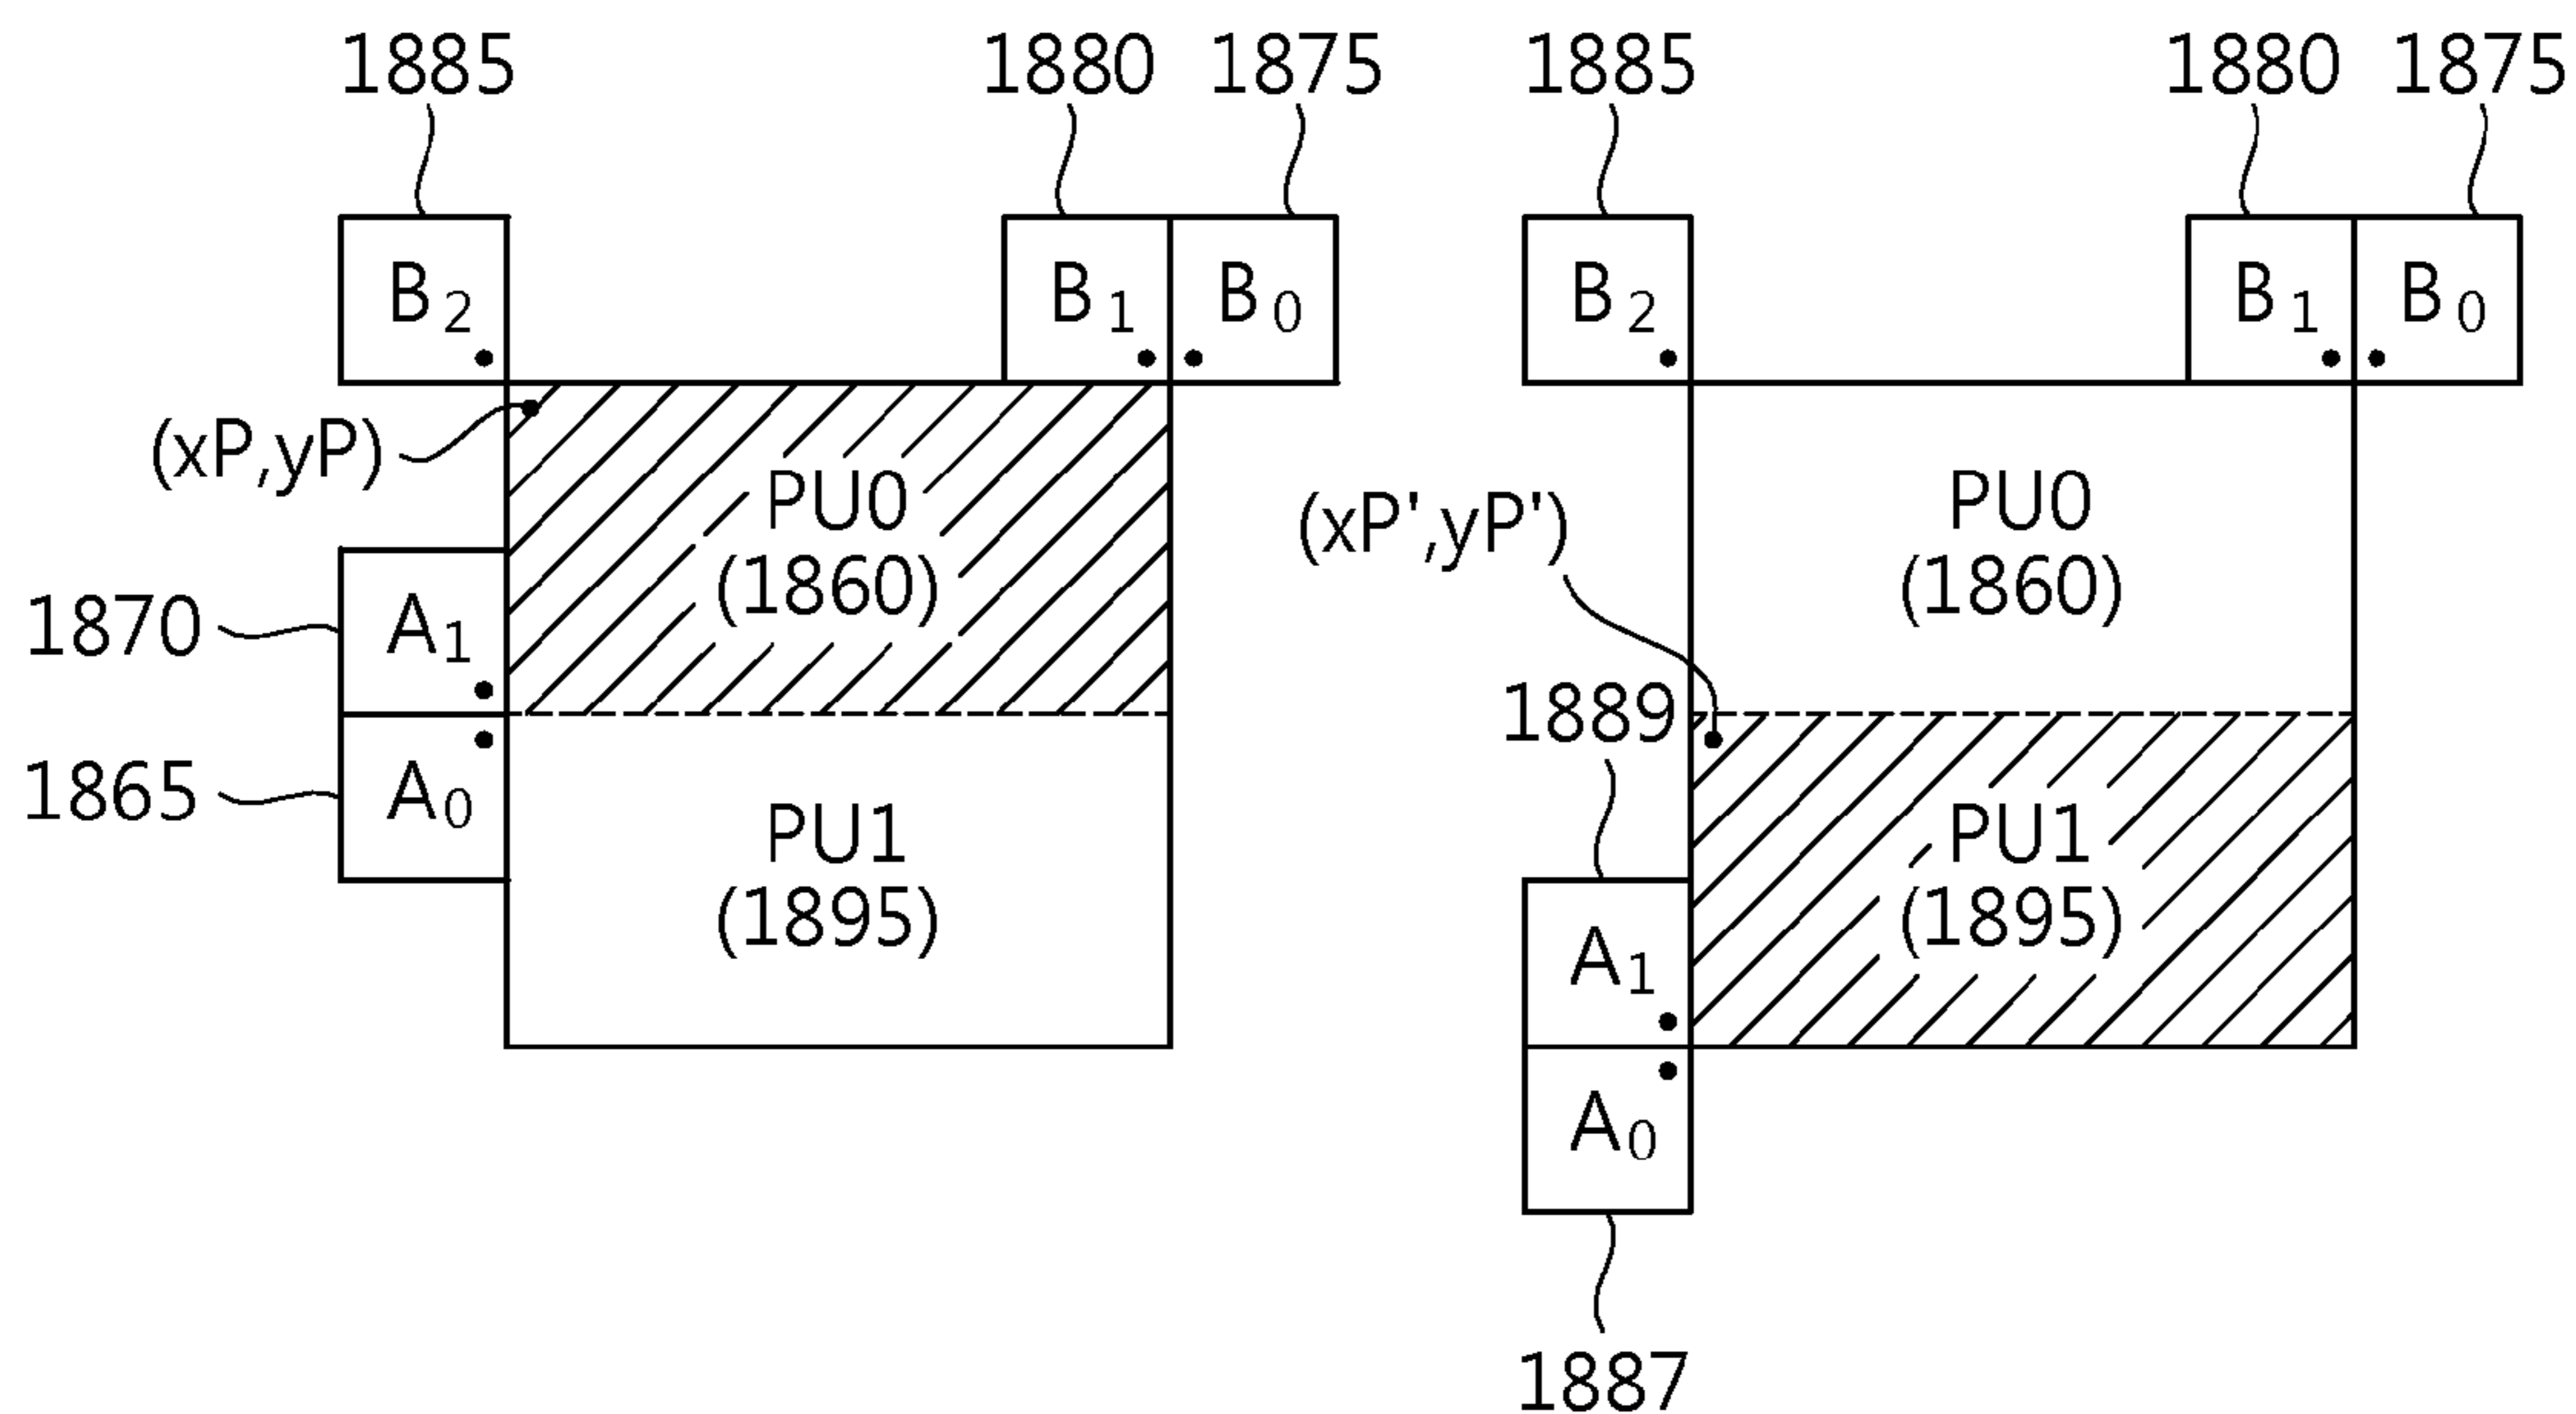 1885 1880 1875
B2 B1 B0
(xP,yP)
PU0
(1860)
1870 A1
1865 A0
PU1
(1895)
1885 1880 1875
B2 B1 B0
PU0
(1860)
(xP',yP')
1889
PU1
(1895)
A1
A0
1887